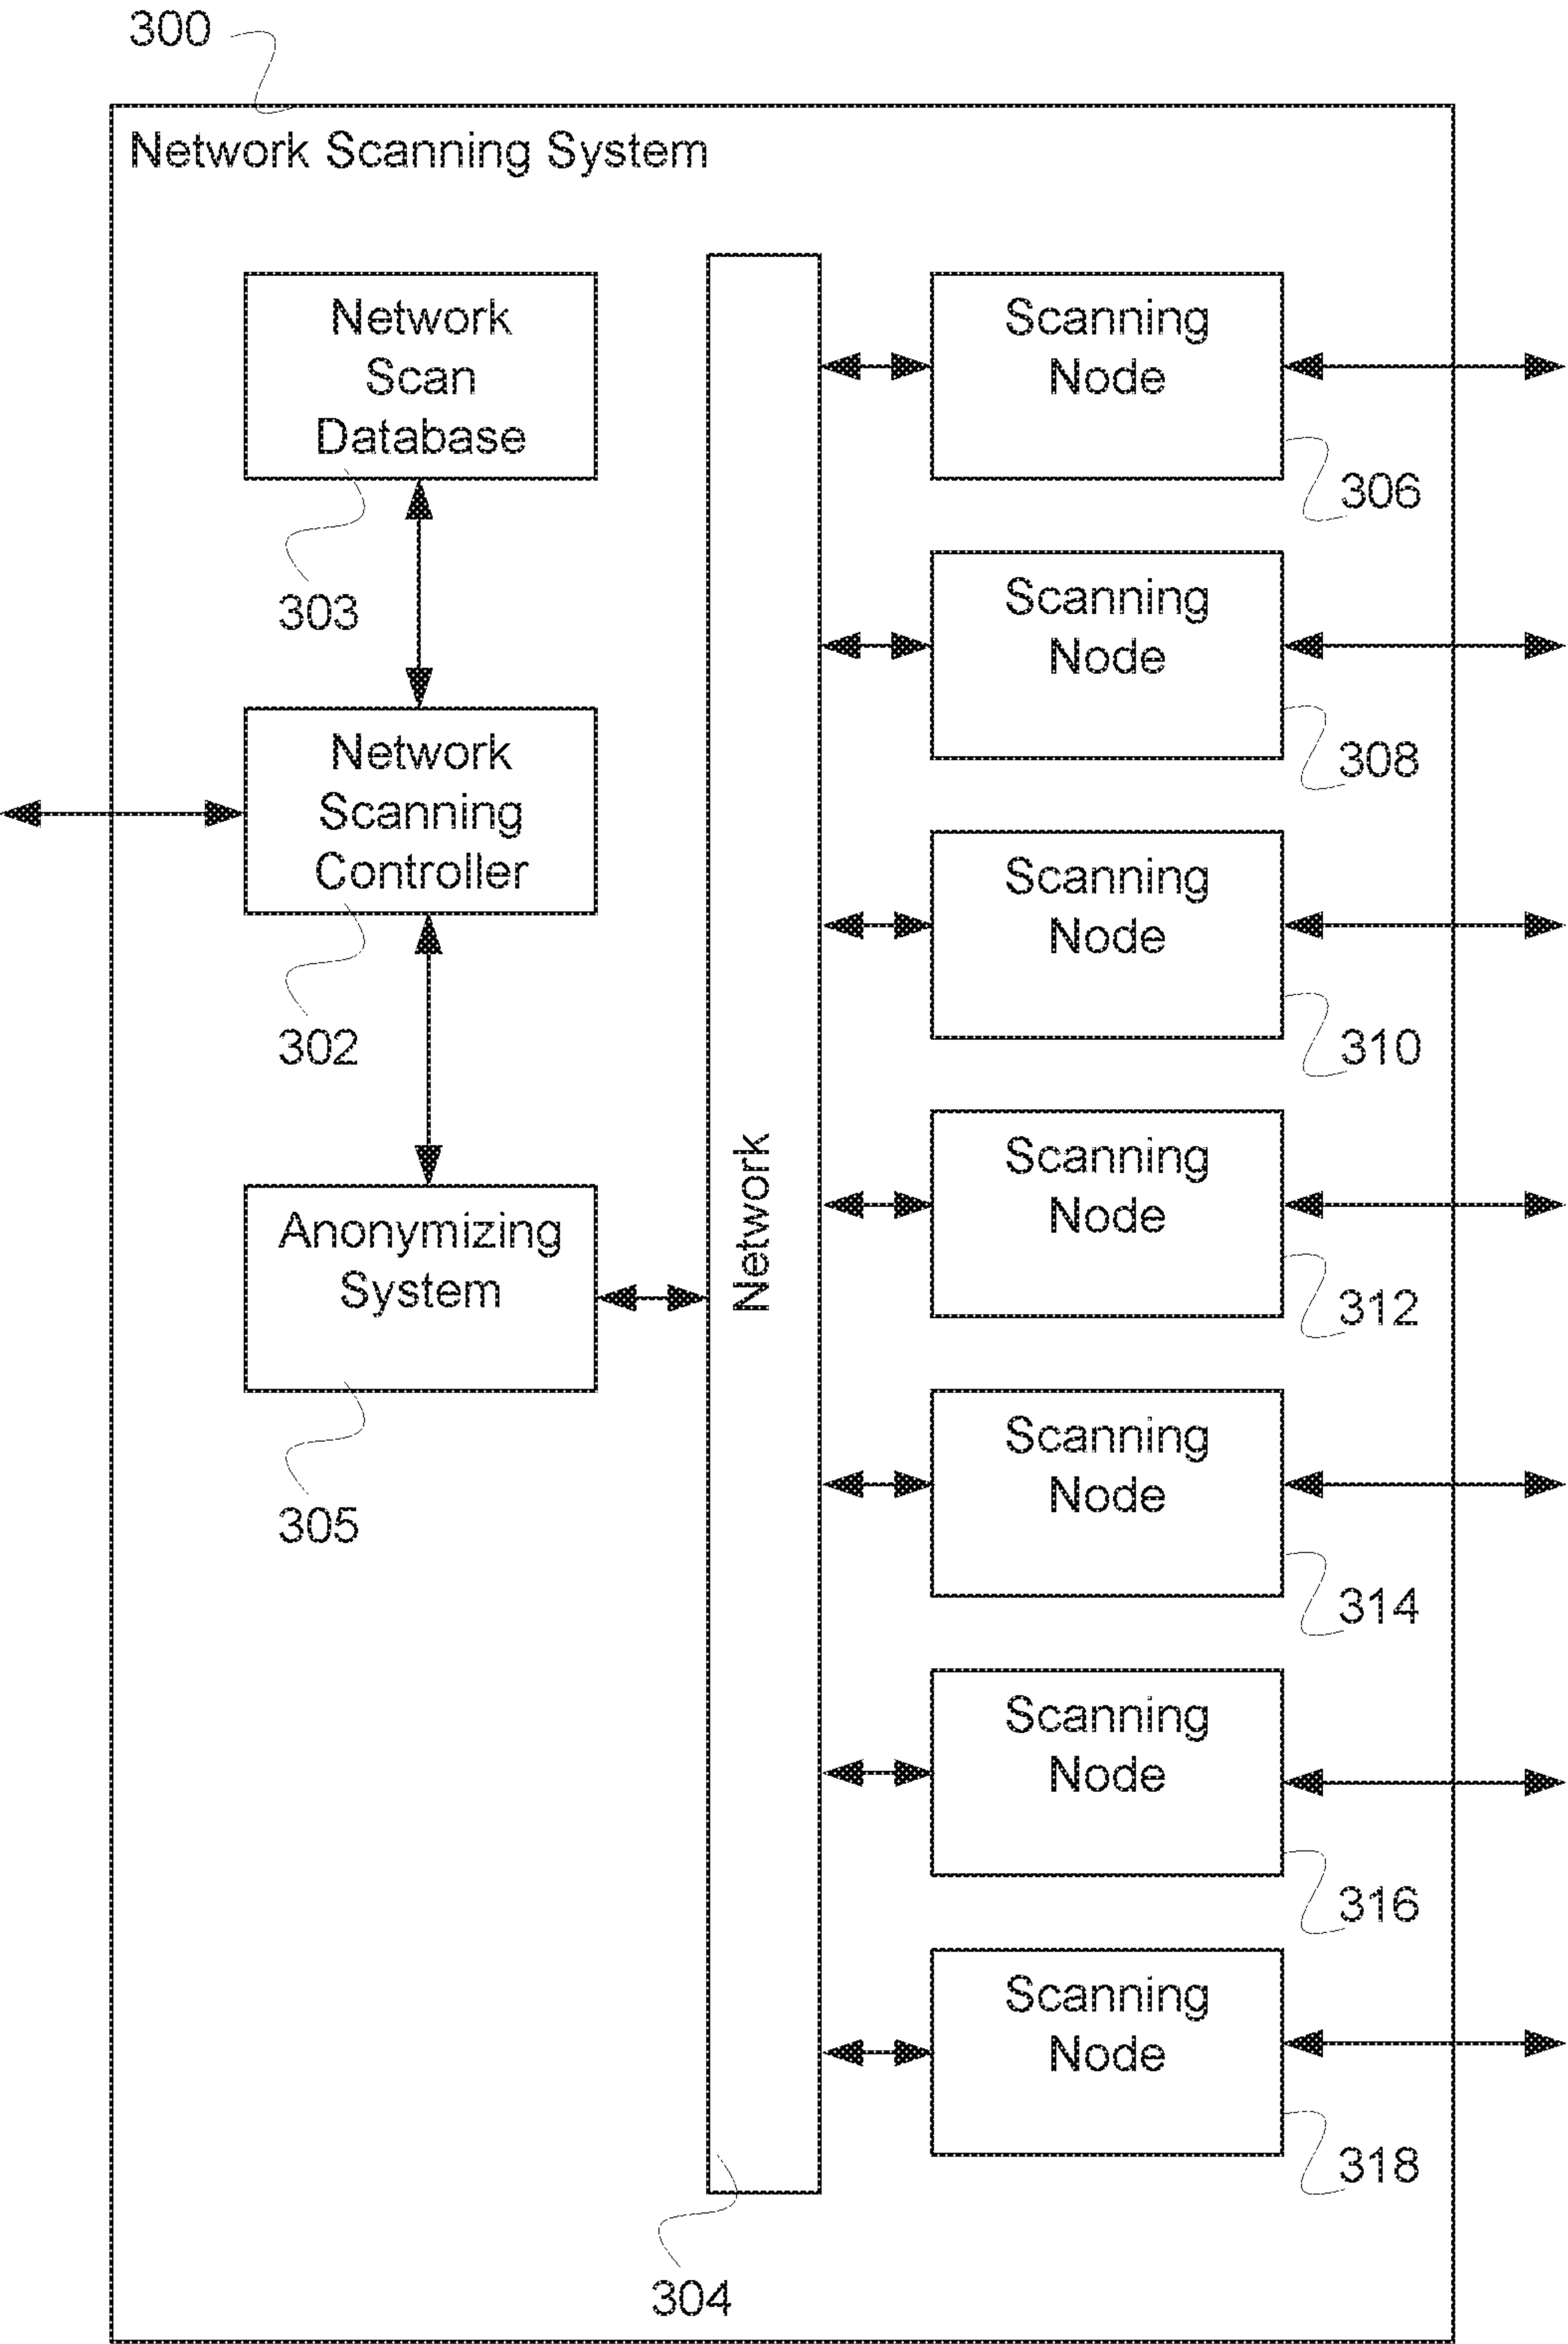 300
Network Scanning System
Network
Scan
Database
303
Network
Scanning
Controller
302
Anonymizing
System
305
Network
304
Scanning
Node
306
Scanning
Node
308
Scanning
Node
310
Scanning
Node
312
Scanning
Node
314
Scanning
Node
316
Scanning
Node
318